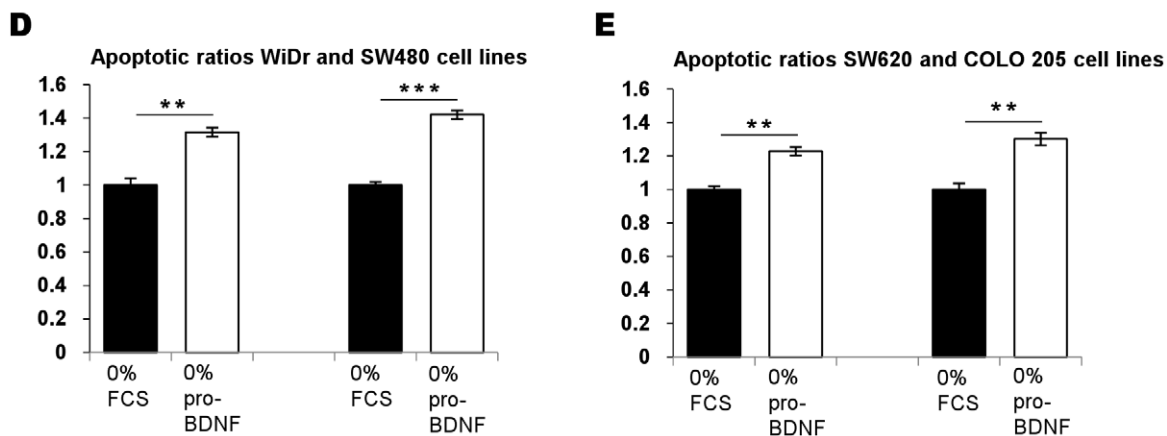 D
Apoptotic ratios WiDr and SW480 cell lines
1.6
1.4
1.2
1
0.8
0.6
0.4
0.2
0
**
***
0%
FCS
0%
pro-
BDNF
0%
FCS
0%
pro-
BDNF
E
Apoptotic ratios SW620 and COLO 205 cell lines
1.6
1.4
1.2
1
0.8
0.6
0.4
0.2
0
**
**
0%
FCS
0%
pro-
BDNF
0%
FCS
0%
pro-
BDNF